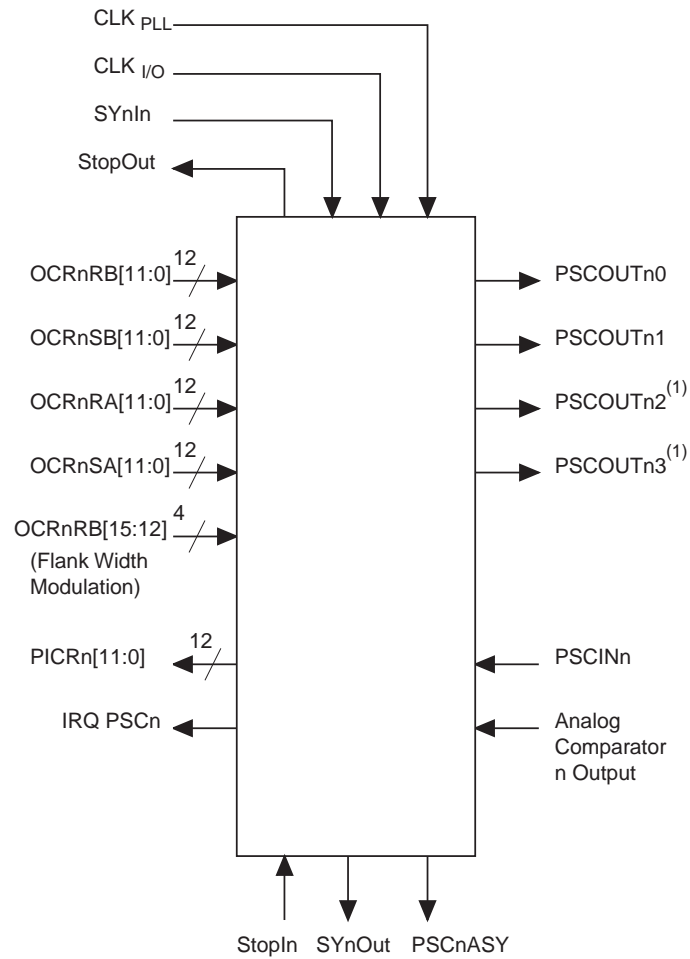 CLK PLL
CLK I/O
SYnIn
StopOut
OCRnRB[11:0] 12
PSCOUTn0
OCRnSB[11:0] 12
PSCOUTn1
OCRnRA[11:0] 12
PSCOUTn2(1)
OCRnSA[11:0] 12
PSCOUTn3(1)
OCRnRB[15:12] 4
(Flank Width
Modulation)
PICRn[11:0] 12
PSCINn
IRQ PSCn
Analog
Comparator
n Output
StopIn SYnOut PSCnASY